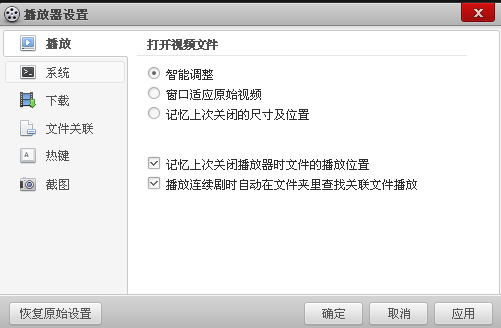 播放器设置
播放
系统
下载
文件关联
热键
截图
打开视频文件
智能调整
窗口适应原始视频
记忆上次关闭的尺寸及位置
记忆上次关闭播放器时文件的播放位置
播放连续剧时自动在文件夹里查找关联文件播放
恢复原始设置
确定
取消
应用